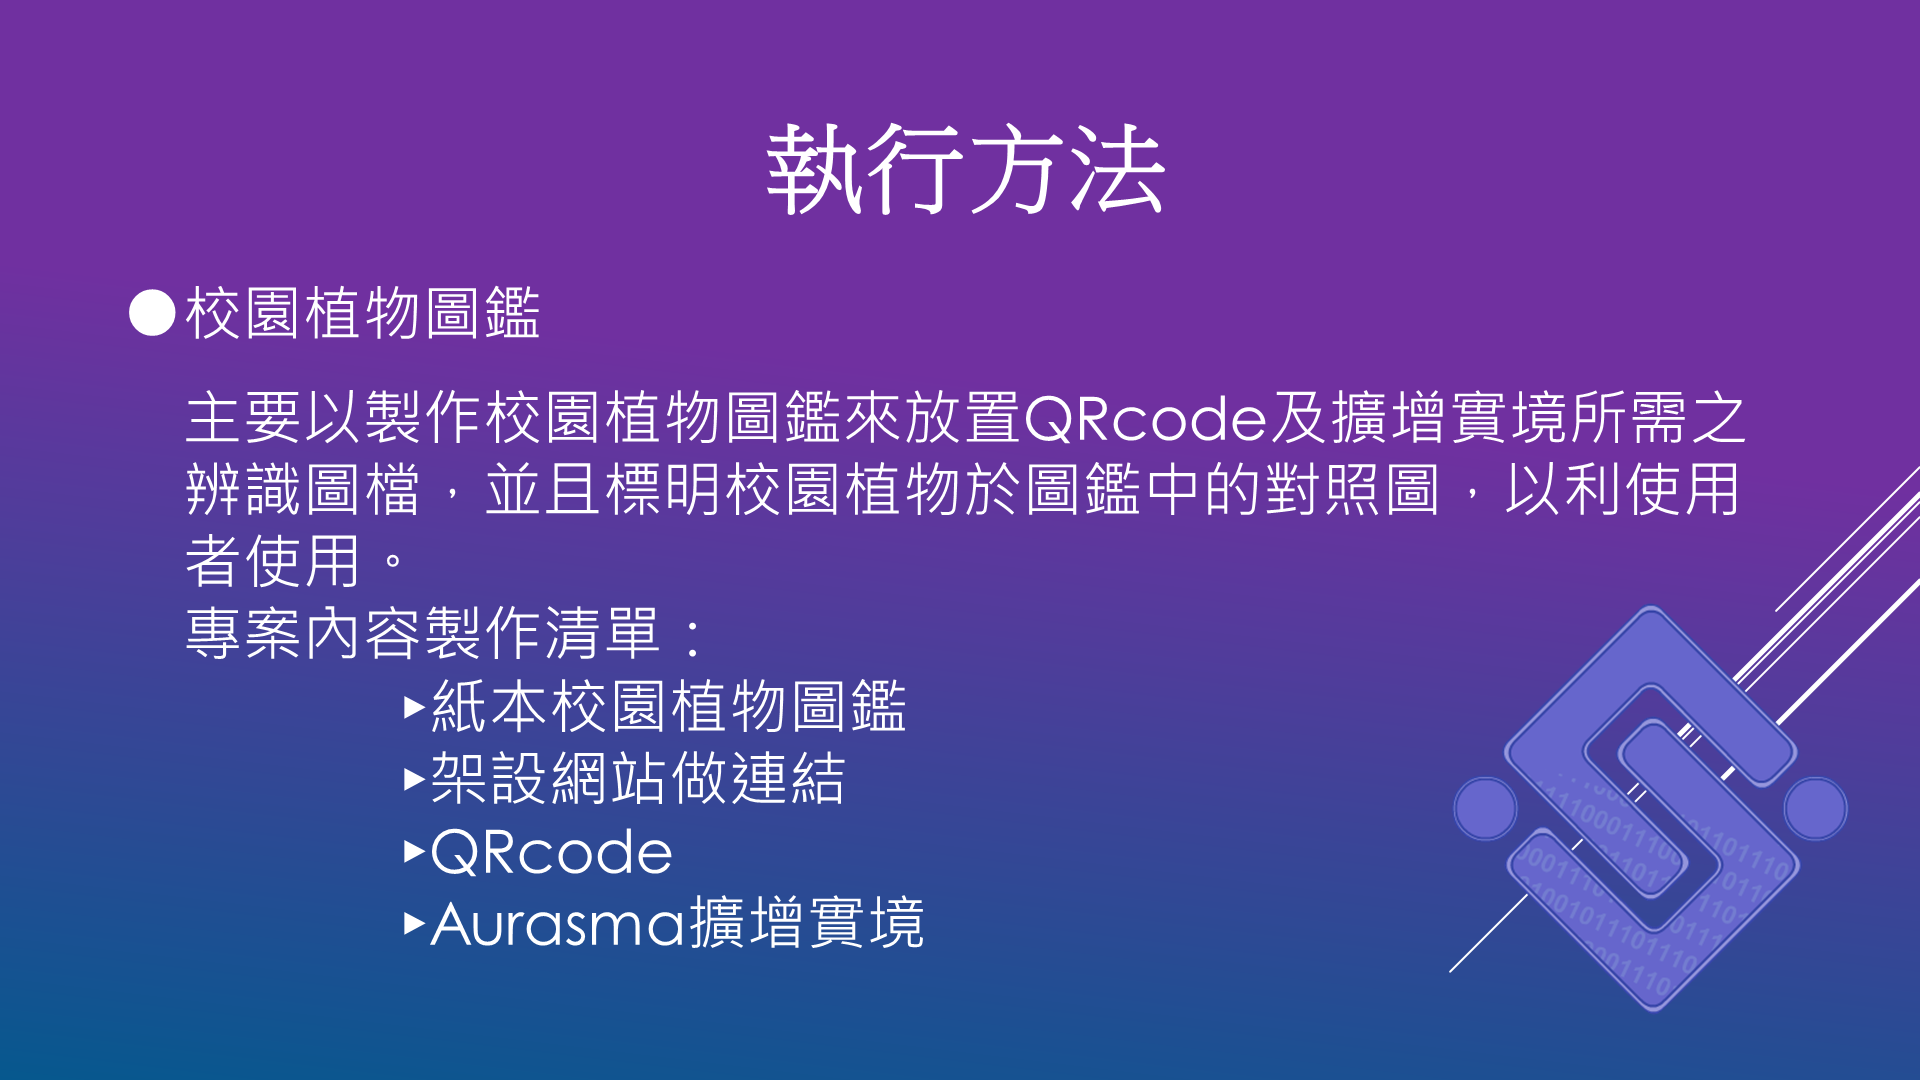 執行方法
●校園植物圖鑑
主要以製作校園植物圖鑑來放置QRcode及擴增實境所需之
辨識圖檔，並且標明校園植物於圖鑑中的對照圖，以利使用
者使用。
專案內容製作清單：
▸紙本校園植物圖鑑
▸架設網站做連結
▸QRcode
▸Aurasma擴增實境